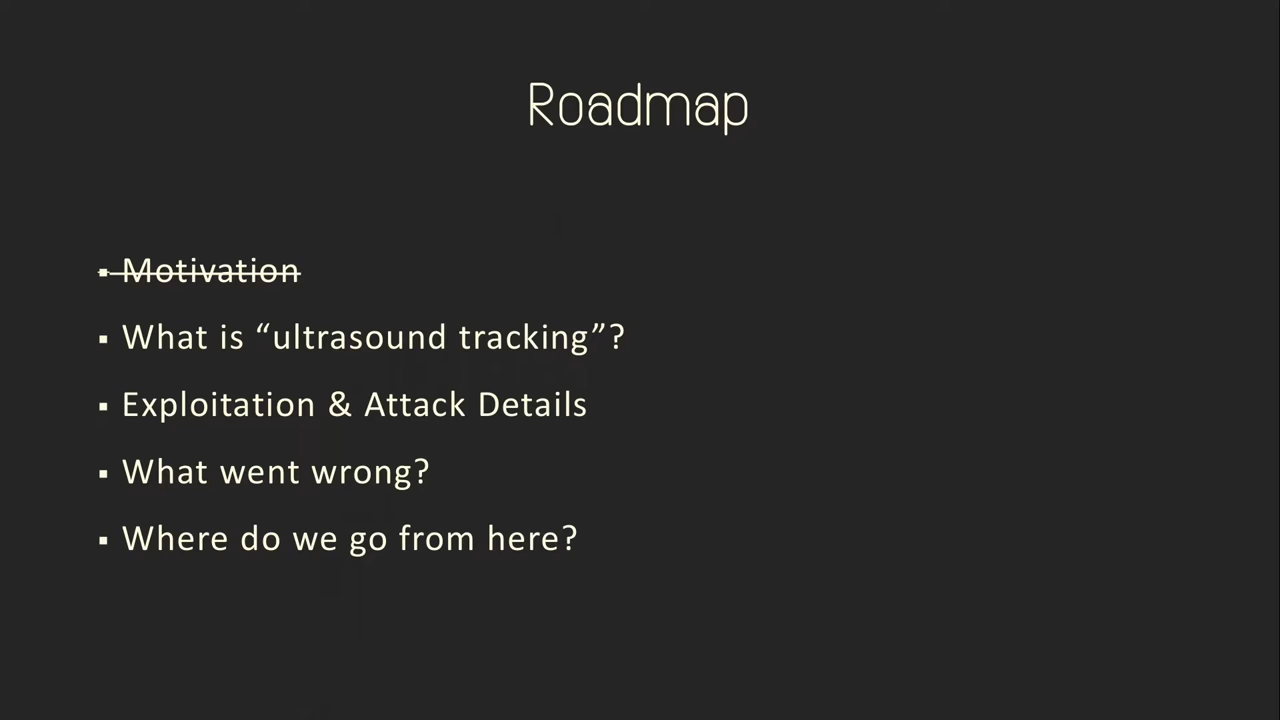 Roadmap
▪ Motivation
▪ What is “ultrasound tracking”?
▪ Exploitation & Attack Details
▪ What went wrong?
▪ Where do we go from here?